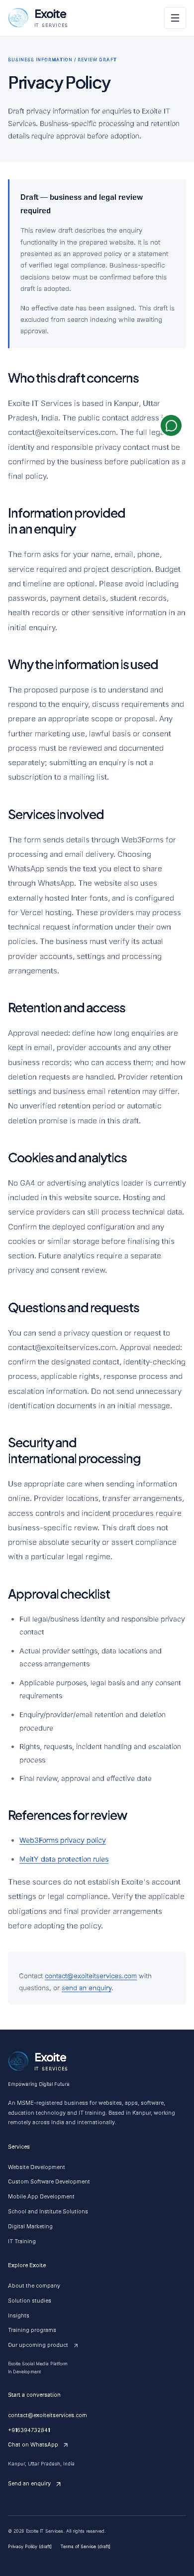 Exoite
IT SERVICES
BUSINESS INFORMATION / REVIEW DRAFT
Privacy Policy
Draft privacy information for enquiries to Exoite IT
Services. Business-specific processing and retention
details require approval before adoption.
Draft — business and legal review
required
This review draft describes the enquiry
functionality in the prepared website. It is not
presented as an approved policy or a statement
of verified legal compliance. Business-specific
decisions below must be confirmed before this
draft is adopted.
No effective date has been assigned. This draft is
excluded from search indexing while awaiting
approval.
Who this draft concerns
Exoite IT Services is based in Kanpur, Uttar
Pradesh, India. The public contact address
contact@exoiteitservices.com. The full leg
identity and responsible privacy contact must be
confirmed by the business before publication as a
final policy.
Information provided
in an enquiry
The form asks for your name, email, phone,
service required and project description. Budget
and timeline are optional. Please avoid including
passwords, payment details, student records,
health records or other sensitive information in an
initial enquiry.
Why the information is used
The proposed purpose is to understand and
respond to the enquiry, discuss requirements and
prepare an appropriate scope or proposal. Any
further marketing use, lawful basis or consent
process must be reviewed and documented
separately; submitting an enquiry is not a
subscription to a mailing list.
Services involved
The form sends details through Web3Forms for
processing and email delivery. Choosing
WhatsApp sends the text you elect to share
through WhatsApp. The website also uses
externally hosted Inter fonts, and is configured
for Vercel hosting. These providers may process
technical request information under their own
policies. The business must verify its actual
provider accounts, settings and processing
arrangements.
Retention and access
Approval needed: define how long enquiries are
kept in email, provider accounts and any other
business records; who can access them; and how
deletion requests are handled. Provider retention
settings and business email retention may differ.
No unverified retention period or automatic
deletion promise is made in this draft.
Cookies and analytics
No GA4 or advertising analytics loader is currently
included in this website source. Hosting and
service providers can still process technical data.
Confirm the deployed configuration and any
cookies or similar storage before finalising this
section. Future analytics require a separate
privacy and consent review.
Questions and requests
You can send a privacy question or request to
contact@exoiteitservices.com. Approval needed:
confirm the designated contact, identity-checking
process, applicable rights, response process and
escalation information. Do not send unnecessary
identification documents in an initial message.
Security and
international processing
Use appropriate care when sending information
online. Provider locations, transfer arrangements,
access controls and incident procedures require
business-specific review. This draft does not
promise absolute security or assert compliance
with a particular legal regime.
Approval checklist
Full legal/business identity and responsible privacy
contact
Actual provider settings, data locations and
access arrangements
Applicable purposes, legal basis and any consent
requirements
Enquiry/provider/email retention and deletion
procedure
Rights, requests, incident handling and escalation
process
Final review, approval and effective date
References for review
Web3Forms privacy policy
MeitY data protection rules
These sources do not establish Exoite's account
settings or legal compliance. Verify the applicable
obligations and final provider arrangements
before adopting the policy.
Contact contact@exoiteitservices.com with
questions, or send an enquiry.
Exoite
IT SERVICES
Empowering Digital Future
An MSME-registered business for websites, apps, software,
education technology and IT training. Based in Kanpur, working
remotely across India and internationally.
Services
Website Development
Custom Software Development
Mobile App Development
School and Institute Solutions
Digital Marketing
IT Training
Explore Exoite
About the company
Solution studies
Insights
Training programs
Our upcoming product
Exoite Social Media Platform
In Development
Start a conversation
contact@exoiteitservices.com
+916394732841
Chat on WhatsApp
Kanpur, Uttar Pradesh, India
Send an enquiry
© 2026 Exoite IT Services. All rights reserved.
Privacy Policy (draft) Terms of Service (draft)